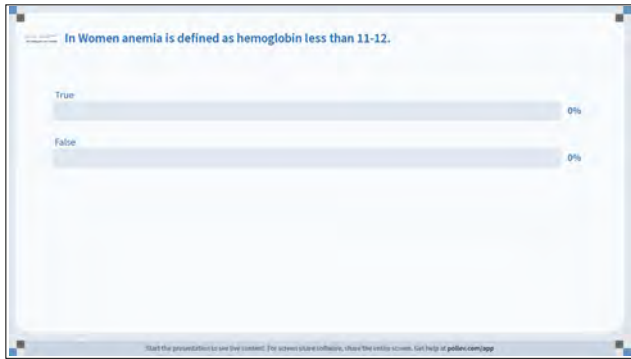 In Women anemia is defined as hemoglobin less than 11-12.
True
0%
False
0%
Start the presentation to see live content. For screen share software, share the entire screen. Get help at pollev.com/app